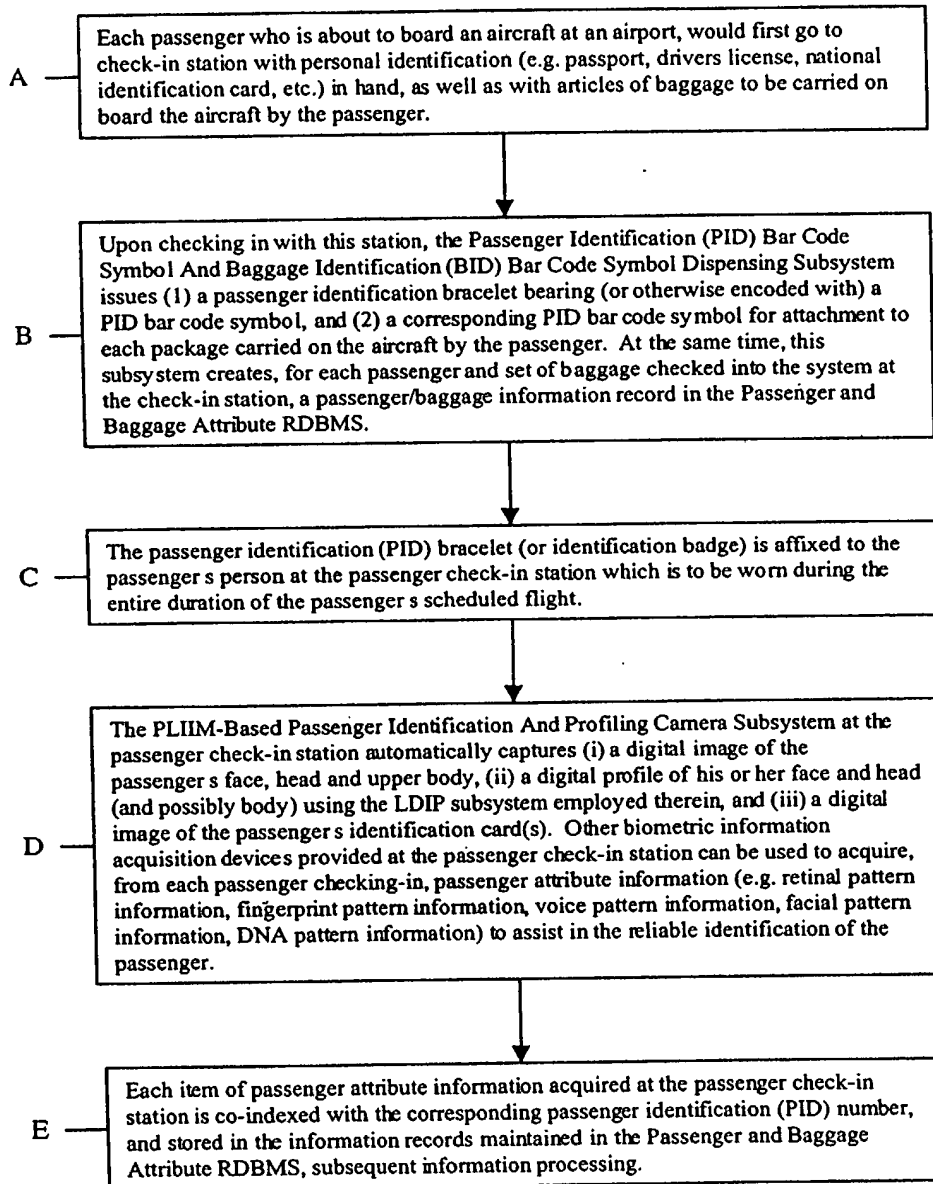 Each passenger who is about to board an aircraft at an airport, would first go to
check-in station with personal identification (e.g. passport, drivers license, national
identification card, etc.) in hand, as well as with articles of baggage to be carried on
board the aircraft by the passenger.
A
Upon checking in with this station, the Passenger Identification (PID) Bar Code
Symbol And Baggage Identification (BID) Bar Code Symbol Dispensing Subsystem
issues (1) a passenger identification bracelet bearing (or otherwise encoded with) a
PID bar code symbol, and (2) a corresponding PID bar code symbol for attachment to
each package carried on the aircraft by the passenger. At the same time, this
subsystem creates, for each passenger and set of baggage checked into the system at
the check-in station, a passenger/baggage information record in the Passenger and
Baggage Attribute RDBMS.
B
The passenger identification (PID) bracelet (or identification badge) is affixed to the
passenger s person at the passenger check-in station which is to be worn during the
entire duration of the passenger s scheduled flight.
C
The PLIIM-Based Passenger Identification And Profiling Camera Subsystem at the
passenger check-in station automatically captures (i) a digital image of the
passenger s face, head and upper body, (ii) a digital profile of his or her face and head
(and possibly body) using the LDIP subsystem employed therein, and (iii) a digital
image of the passenger s identification card(s). Other biometric information
acquisition devices provided at the passenger check-in station can be used to acquire,
from each passenger checking-in, passenger attribute information (e.g. retinal pattern
information, fingerprint pattern information, voice pattern information, facial pattern
information, DNA pattern information) to assist in the reliable identification of the
passenger.
D
Each item of passenger attribute information acquired at the passenger check-in
station is co-indexed with the corresponding passenger identification (PID) number,
and stored in the information records maintained in the Passenger and Baggage
Attribute RDBMS, subsequent information processing.
E